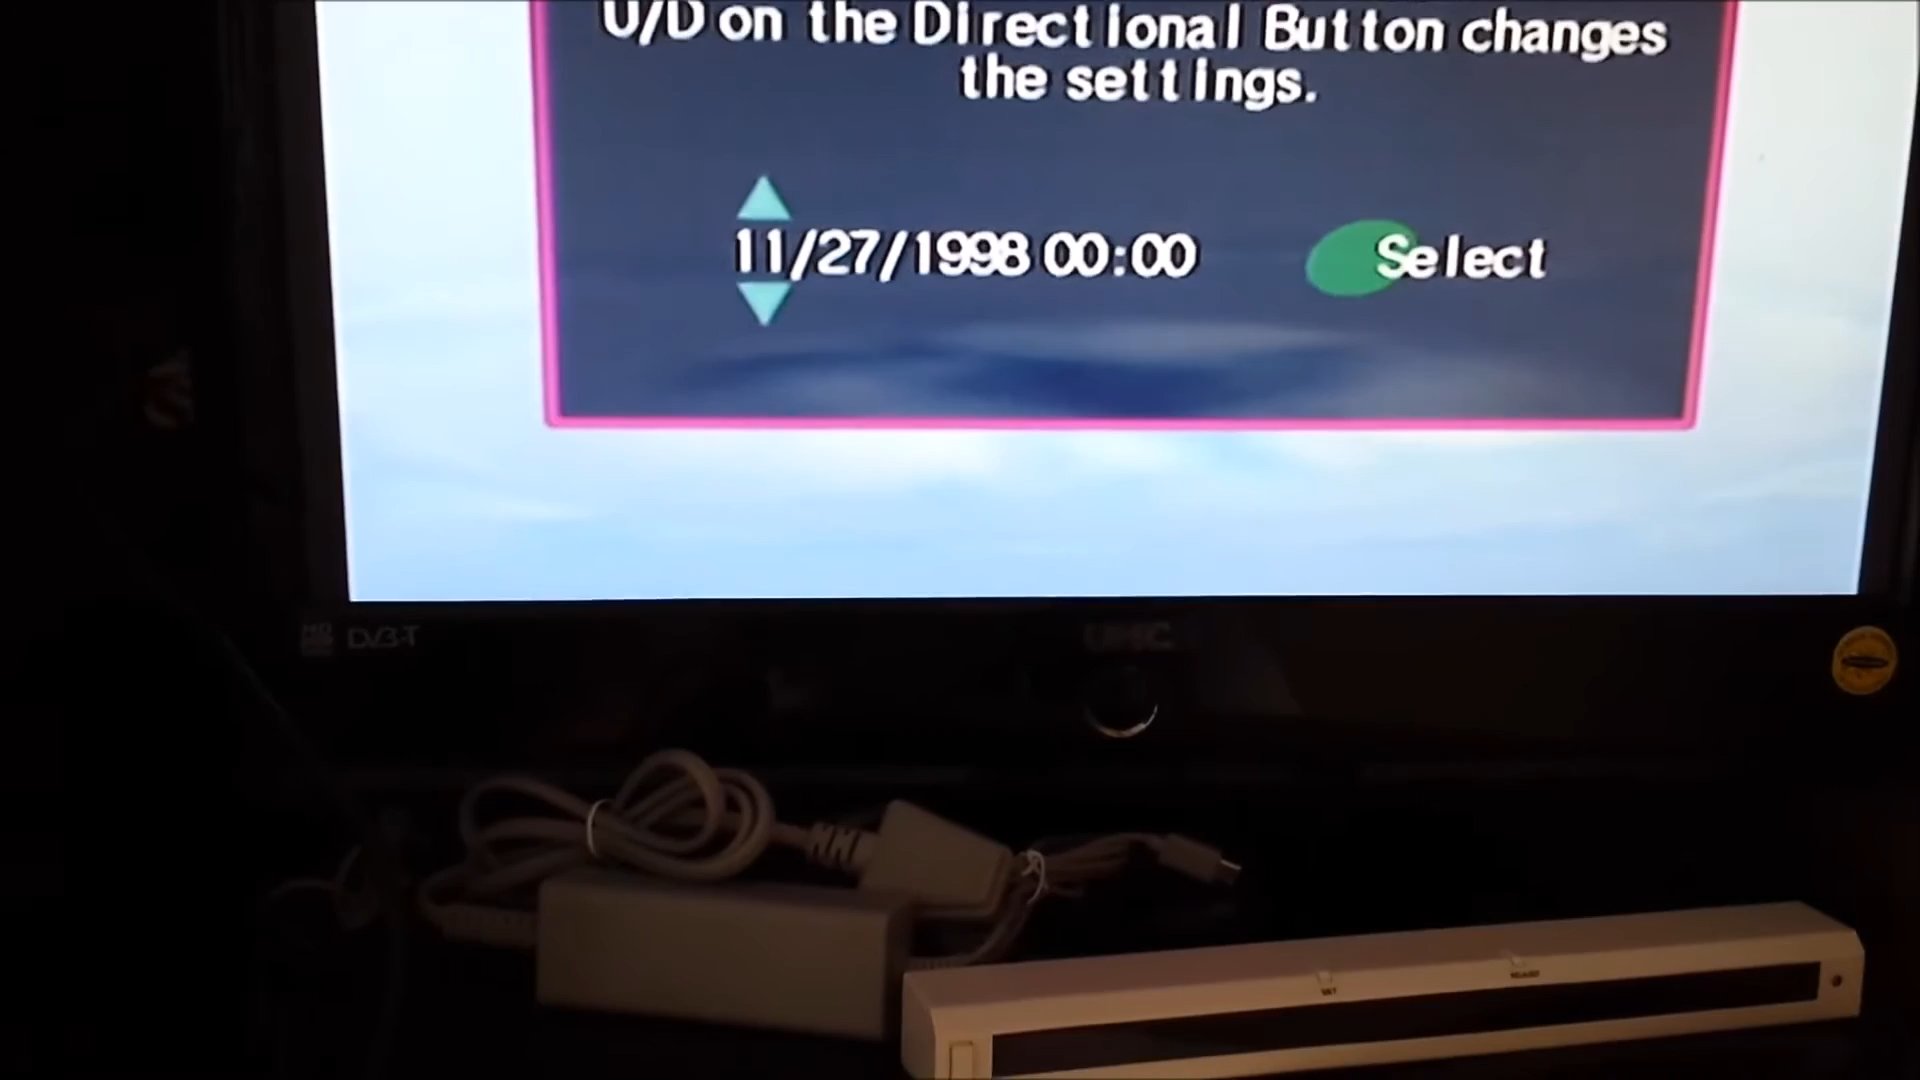 U/D on the Directional Button changes
the settings.
11/27/1998 00:00
Select
DVB-T